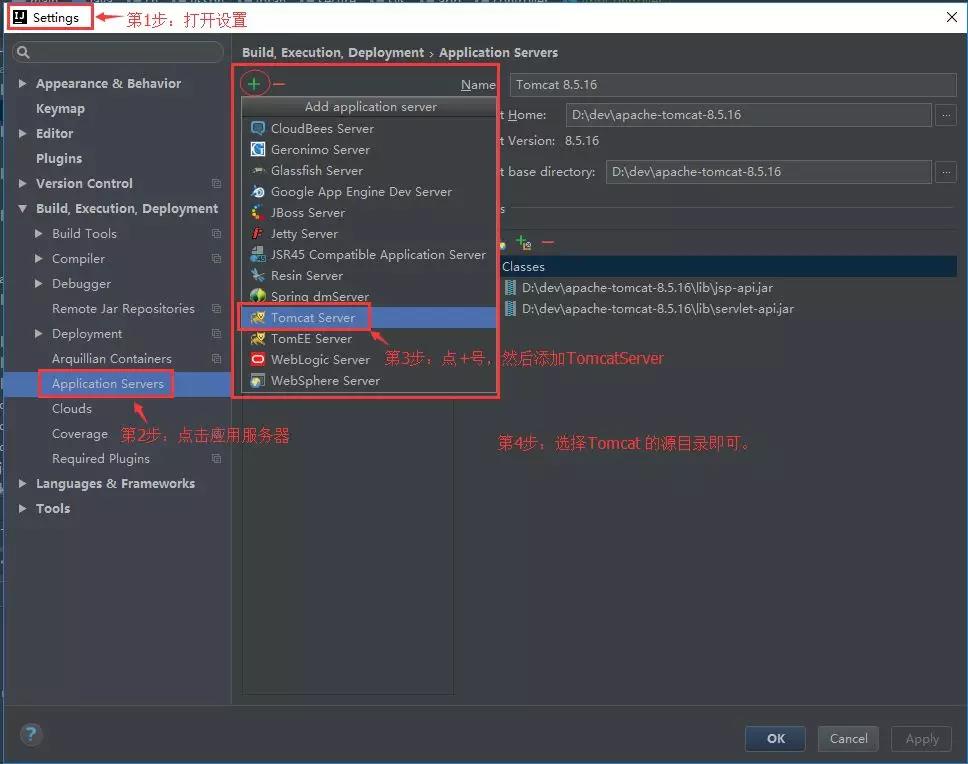 Settings
第1步：打开设置
Appearance & Behavior
Keymap
Editor
Plugins
Version Control
Build, Execution, Deployment
Build Tools
Compiler
Debugger
Remote Jar Repositories
Deployment
Arquillian Containers
Application Servers
Clouds
Coverage
Required Plugins
Languages & Frameworks
Tools
第2步：点击应用服务器
Build, Execution, Deployment › Application Servers
Add application server
CloudBees Server
Geronimo Server
Glassfish Server
Google App Engine Dev Server
JBoss Server
Jetty Server
JSR45 Compatible Application Server
Resin Server
Spring dmServer
Tomcat Server
TomEE Server
WebLogic Server
WebSphere Server
第3步：点+号，然后添加TomcatServer
Name
Tomcat 8.5.16
t Home: D:\dev\apache-tomcat-8.5.16
t Version: 8.5.16
t base directory: D:\dev\apache-tomcat-8.5.16
s
Classes
D:\dev\apache-tomcat-8.5.16\lib\jsp-api.jar
D:\dev\apache-tomcat-8.5.16\lib\servlet-api.jar
第4步：选择Tomcat 的源目录即可。
?
OK
Cancel
Apply